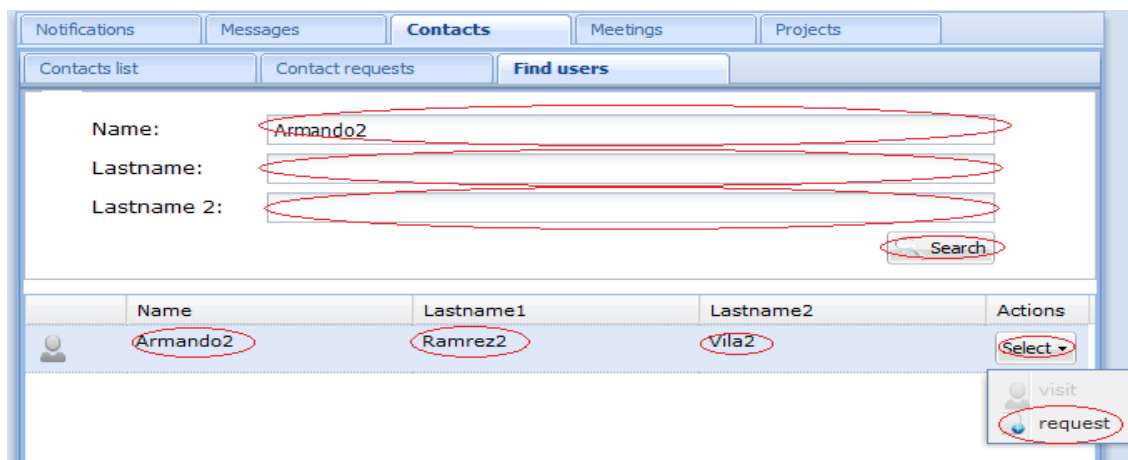 Notifications Messages Contacts Meetings Projects
Contacts list Contact requests Find users
Name: Armando2
Lastname:
Lastname 2:
Search
Name Lastname1 Lastname2 Actions
Armando2 Ramrez2 Vila2 Select
visit
request